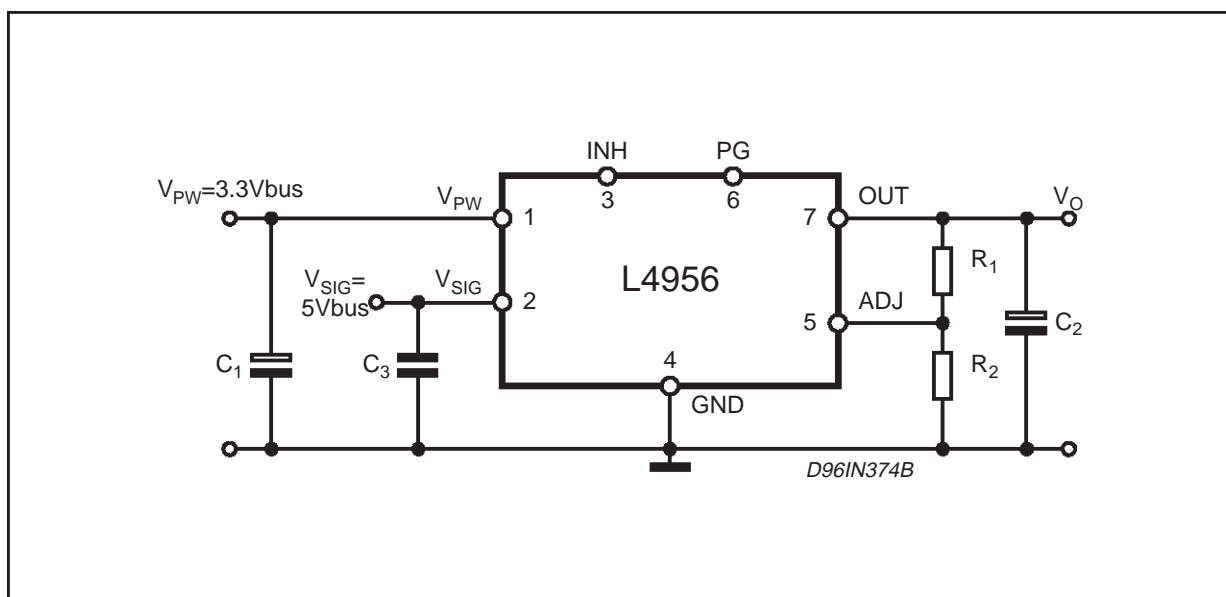 INH
PG
V_PW=3.3Vbus
V_PW
1
3
6
7
OUT
V_O
V_SIG=
5Vbus
V_SIG
2
L4956
R_1
ADJ
5
C_2
C_1
C_3
4
R_2
GND
D96IN374B